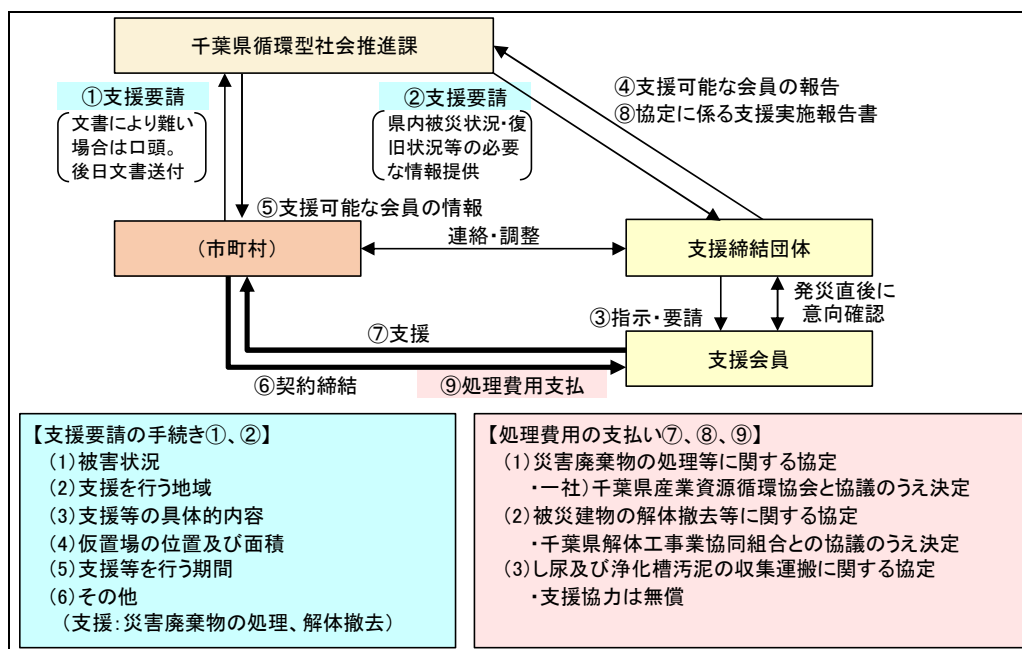 千葉県循環型社会推進課
①支援要請
文書により難い
場合は口頭。
後日文書送付
②支援要請
県内被災状況・復
旧状況等の必要
な情報提供
④支援可能な会員の報告
⑧協定に係る支援実施報告書
⑤支援可能な会員の情報
(市町村)
連絡・調整
支援締結団体
③指示・要請
発災直後に
意向確認
⑦支援
支援会員
⑥契約締結
⑨処理費用支払
【支援要請の手続き①、②】
(1)被害状況
(2)支援を行う地域
(3)支援等の具体的内容
(4)仮置場の位置及び面積
(5)支援等を行う期間
(6)その他
(支援:災害廃棄物の処理、解体撤去)
【処理費用の支払い⑦、⑧、⑨】
(1)災害廃棄物の処理等に関する協定
・一社)千葉県産業資源循環協会と協議のうえ決定
(2)被災建物の解体撤去等に関する協定
・千葉県解体工事業協同組合との協議のうえ決定
(3)し尿及び浄化槽汚泥の収集運搬に関する協定
・支援協力は無償